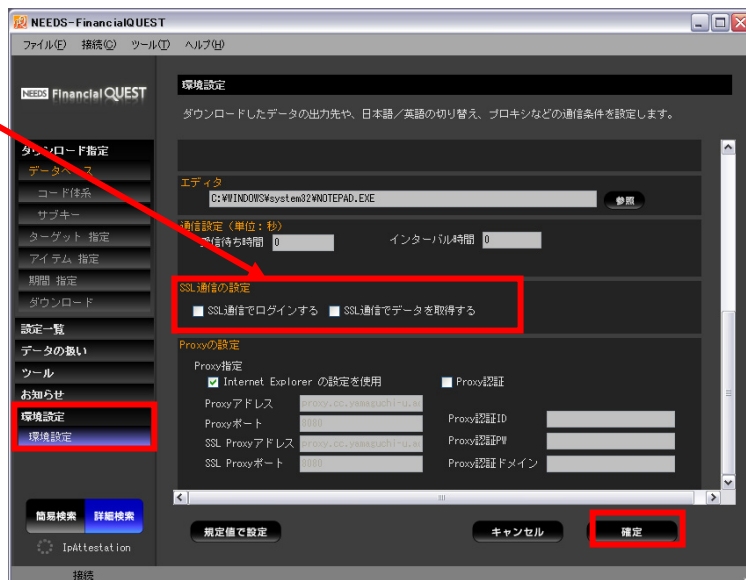 NEEDS-FinancialQUEST
ファイル(F) 接続(C) ツール(T) ヘルプ(H)
NEEDS Financial QUEST
ダウンロード指定
データベース
コード体系
サブキー
ターゲット 指定
アイテム 指定
期間 指定
ダウンロード
設定一覧
データの扱い
ツール
お知らせ
環境設定
環境設定
簡易検索 詳細検索
IpAttestation
接続
環境設定
ダウンロードしたデータの出力先や、日本語/英語の切り替え、プロキシなどの通信条件を設定します。
エディタ
C:¥WINDOWS¥system32¥NOTEPAD.EXE 参照
通信設定（単位：秒）
受信待ち時間 0 インターバル時間 0
SSL通信の設定
SSL通信でログインする SSL通信でデータを取得する
Proxyの設定
Proxy指定
Internet Explorer の設定を使用 Proxy認証
Proxyアドレス proxy.cc.yamaguchi-u.ac
Proxyポート 8080 Proxy認証ID
SSL Proxyアドレス proxy.cc.yamaguchi-u.ac Proxy認証PW
SSL Proxyポート 8080 Proxy認証ドメイン
規定値で設定 キャンセル 確定